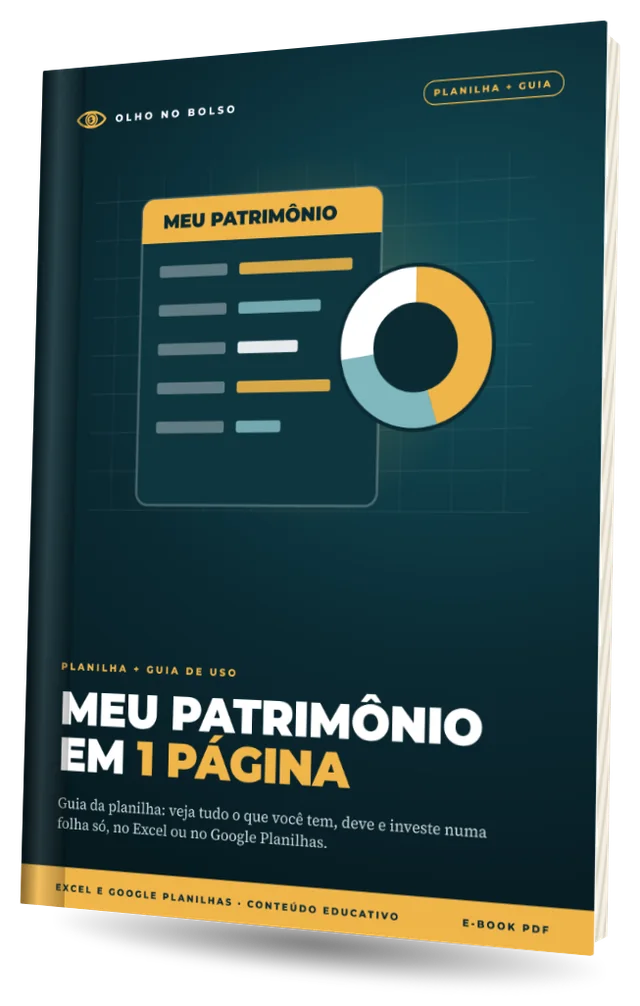 OLHO NO BOLSO
PLANILHA + GUIA
MEU PATRIMÔNIO
PLANILHA + GUIA DE USO
MEU PATRIMÔNIO
EM 1 PÁGINA
Guia da planilha: veja tudo o que você tem, deve e investe numa
folha só, no Excel ou no Google Planilhas.
EXCEL E GOOGLE PLANILHAS • CONTEÚDO EDUCATIVO
E-BOOK PDF